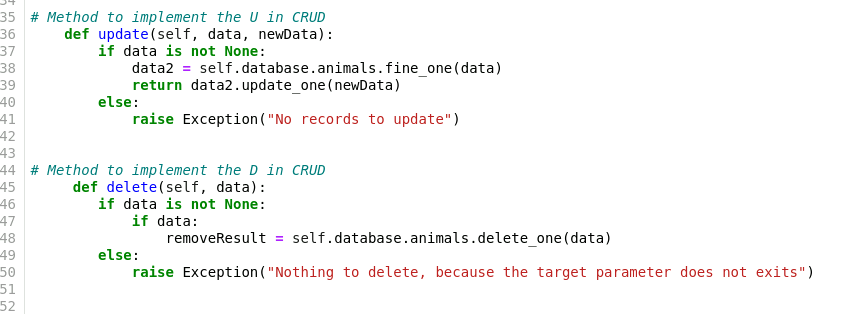 34
35 # Method to implement the U in CRUD
36     def update(self, data, newData):
37         if data is not None:
38             data2 = self.database.animals.fine_one(data)
39             return data2.update_one(newData)
40         else:
41             raise Exception("No records to update")
42
43
44 # Method to implement the D in CRUD
45      def delete(self, data):
46         if data is not None:
47             if data:
48                 removeResult = self.database.animals.delete_one(data)
49         else:
50             raise Exception("Nothing to delete, because the target parameter does not exits")
51
52